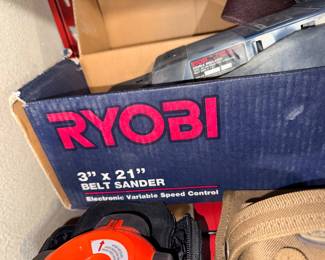 RYOBI
3" x 21"
BELT SANDER
Electronic Variable Speed Control